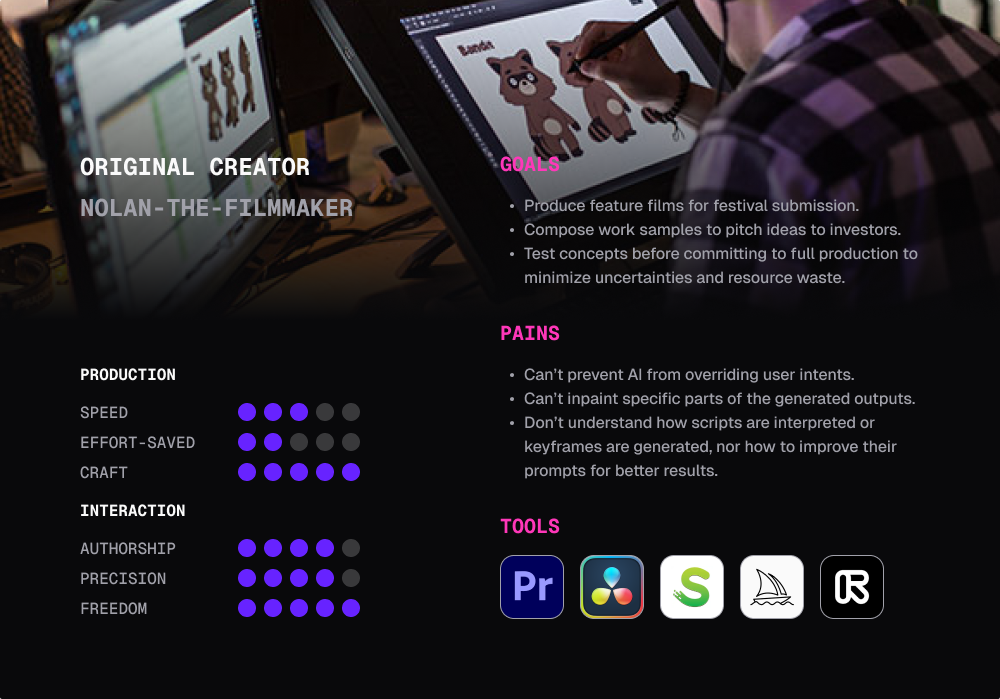 Bande
ORIGINAL CREATOR
NOLAN-THE-FILMMAKER
PRODUCTION
SPEED
EFFORT-SAVED
CRAFT
INTERACTION
AUTHORSHIP
PRECISION
FREEDOM
GOALS
• Produce feature films for festival submission.
• Compose work samples to pitch ideas to investors.
• Test concepts before committing to full production to
minimize uncertainties and resource waste.
PAINS
• Can’t prevent AI from overriding user intents.
• Can’t inpaint specific parts of the generated outputs.
• Don’t understand how scripts are interpreted or
keyframes are generated, nor how to improve their
prompts for better results.
TOOLS
Pr
S
R